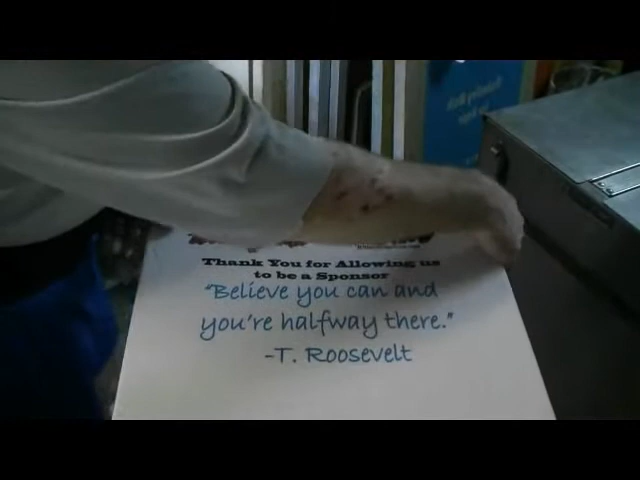 Thank You for Allowing us
to be a Sponsor
"Believe you can and
you're halfway there."
-T. Roosevelt